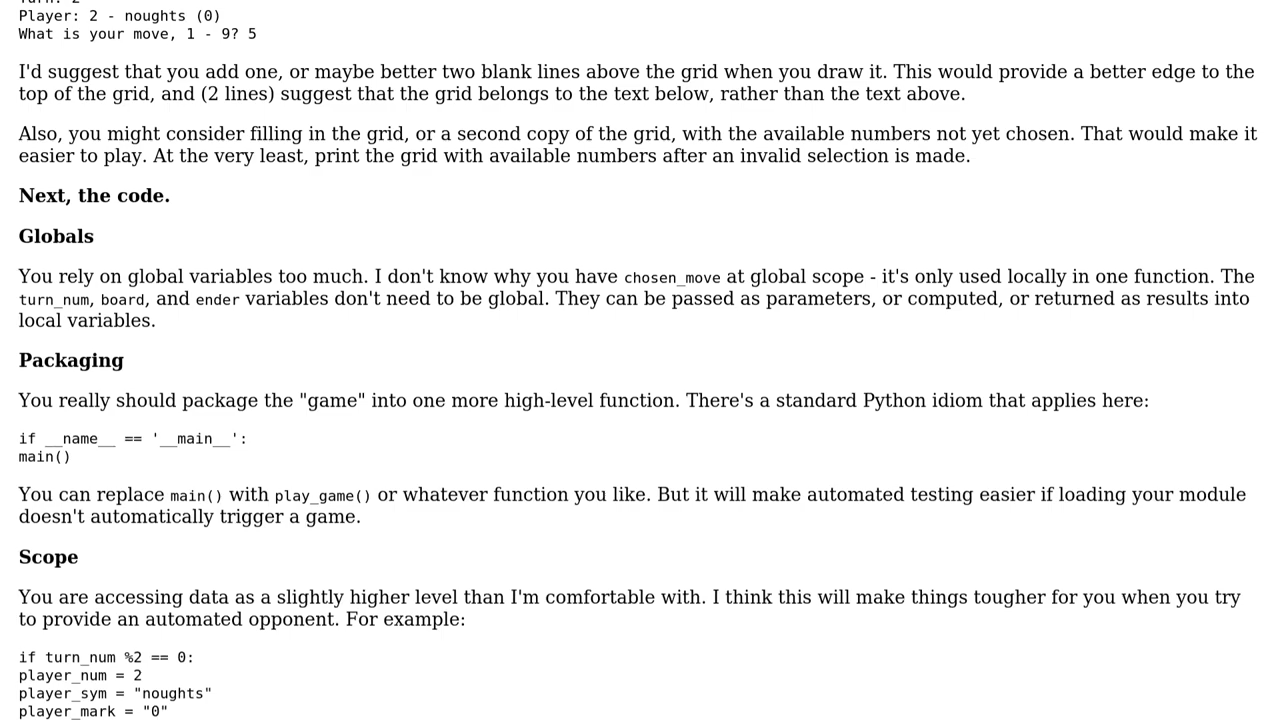 Turn: 2
Player: 2 - noughts (0)
What is your move, 1 - 9? 5
I'd suggest that you add one, or maybe better two blank lines above the grid when you draw it. This would provide a better edge to the
top of the grid, and (2 lines) suggest that the grid belongs to the text below, rather than the text above.
Also, you might consider filling in the grid, or a second copy of the grid, with the available numbers not yet chosen. That would make it
easier to play. At the very least, print the grid with available numbers after an invalid selection is made.
Next, the code.
Globals
You rely on global variables too much. I don't know why you have chosen_move at global scope - it's only used locally in one function. The
turn_num, board, and ender variables don't need to be global. They can be passed as parameters, or computed, or returned as results into
local variables.
Packaging
You really should package the "game" into one more high-level function. There's a standard Python idiom that applies here:
if __name__ == '__main__':
main()
You can replace main() with play_game() or whatever function you like. But it will make automated testing easier if loading your module
doesn't automatically trigger a game.
Scope
You are accessing data as a slightly higher level than I'm comfortable with. I think this will make things tougher for you when you try
to provide an automated opponent. For example:
if turn_num %2 == 0:
player_num = 2
player_sym = "noughts"
player_mark = "0"